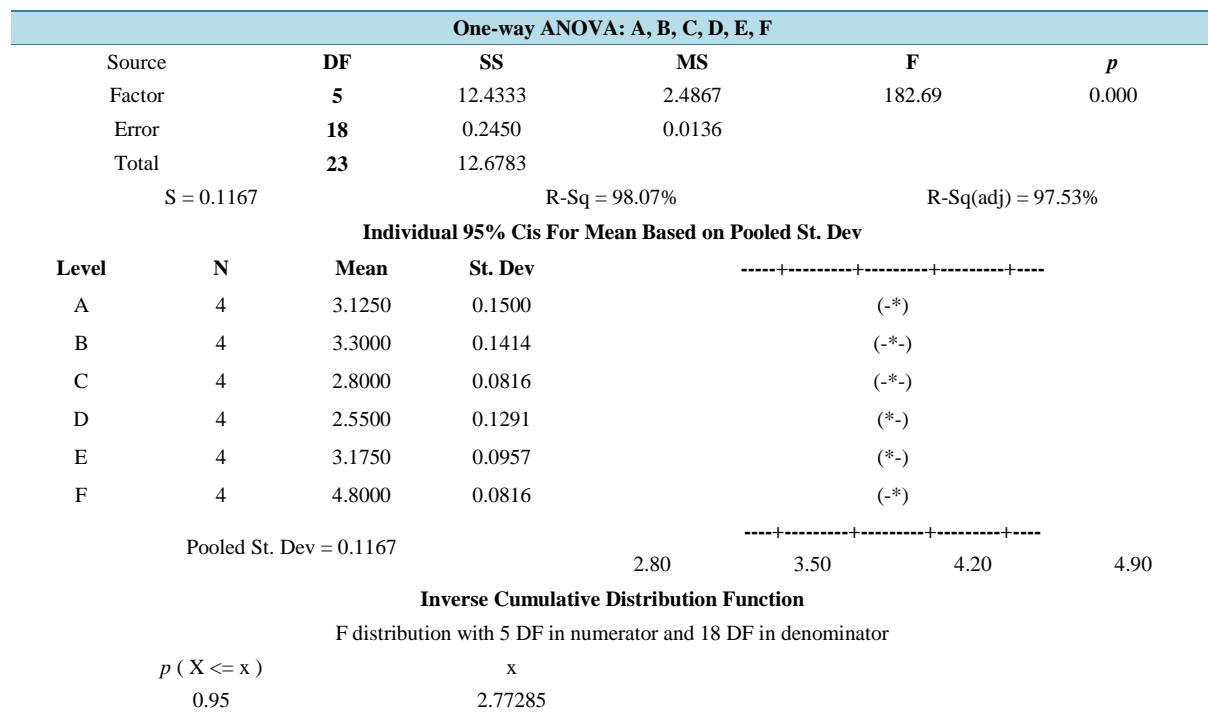 One-way ANOVA: A, B, C, D, E, F
Source DF SS MS F p
Factor 5 12.4333 2.4867 182.69 0.000
Error 18 0.2450 0.0136
Total 23 12.6783
S = 0.1167 R-Sq = 98.07% R-Sq(adj) = 97.53%
Individual 95% Cis For Mean Based on Pooled St. Dev
Level N Mean St. Dev -----+---------+---------+---------+----
A 4 3.1250 0.1500 (-*)
B 4 3.3000 0.1414 (-*-)
C 4 2.8000 0.0816 (-*-)
D 4 2.5500 0.1291 (*-)
E 4 3.1750 0.0957 (*-)
F 4 4.8000 0.0816 (-*)
Pooled St. Dev = 0.1167 ----+---------+---------+---------+----
2.80 3.50 4.20 4.90
Inverse Cumulative Distribution Function
F distribution with 5 DF in numerator and 18 DF in denominator
p ( X <= x ) x
0.95 2.77285